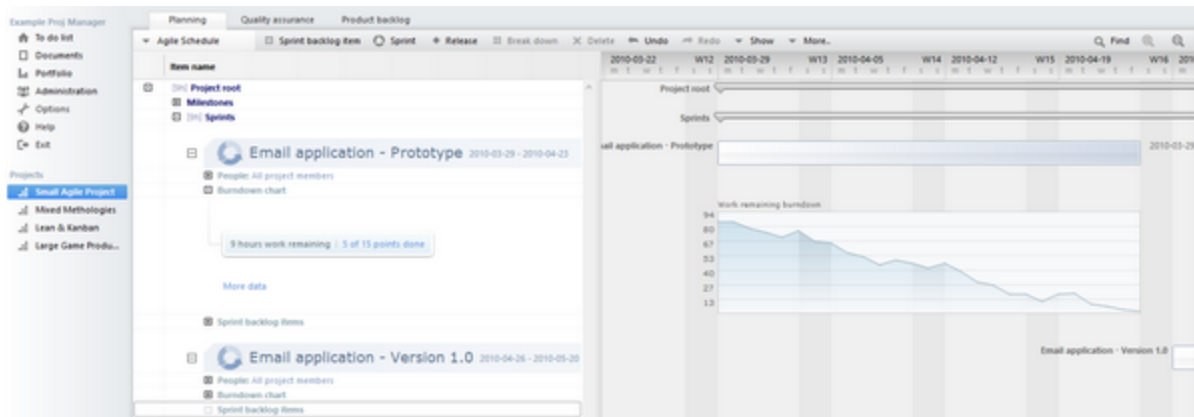 Example Proj Manager
To do list
Documents
Portfolio
Administration
Options
Help
Exit
Projects
Small Agile Project
Mixed Methologies
Lean & Kanban
Large Game Produ...
Planning Quality assurance Product backlog
Agile Schedule Sprint backlog item Sprint Release Break down Delete Undo Redo Show More.. Find
Item name
2010-03-22 W12 2010-03-29 W13 2010-04-05 W14 2010-04-12 W15 2010-04-19 W16
m t w t f s s m t w t f s s m t w t f s s m t w t f s s m t w t f s s m
Project root
Milestones
Sprints
Email application - Prototype 2010-03-29 - 2010-04-23
People: All project members
Burndown chart
9 hours work remaining | 5 of 15 points done
More data
Sprint backlog items
Email application - Version 1.0 2010-04-26 - 2010-05-20
People: All project members
Burndown chart
Sprint backlog items
Project root
Sprints
ail application - Prototype 2010-03-29
Work remaining burndown
94
80
67
53
40
27
13
Email application - Version 1.0